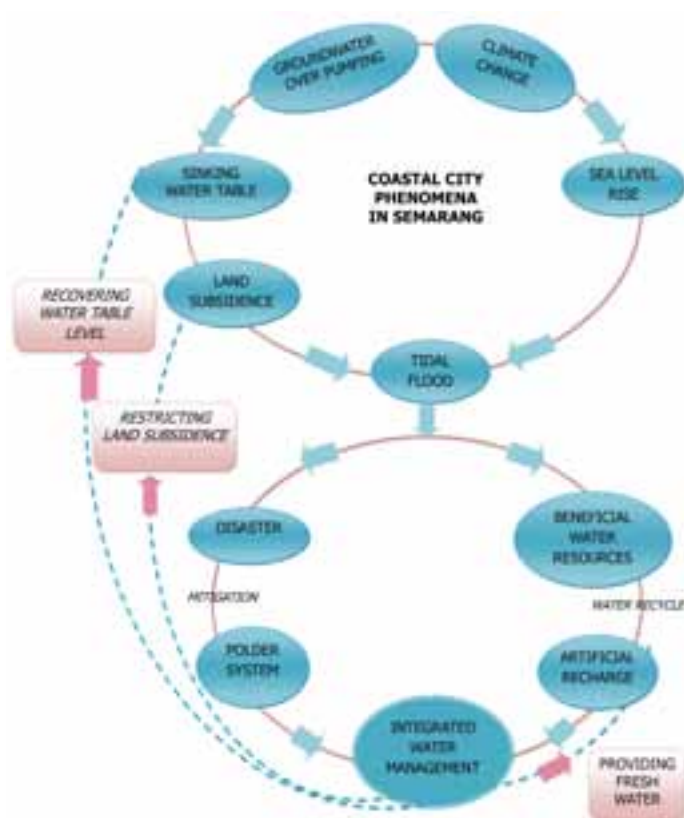 GROUNDWATER
OVER PUMPING
CLIMATE
CHANGE
SINKING
WATER TABLE
COASTAL CITY
PHENOMENA
IN SEMARANG
SEA LEVEL
RISE
LAND
SUBSIDENCE
RECOVERING
WATER TABLE
LEVEL
TIDAL
FLOOD
RESTRICTING
LAND SUBSIDENCE
DISASTER
BENEFICIAL
WATER
RESOURCES
MITIGATION
WATER RECYCLE
POLDER
SYSTEM
ARTIFICIAL
RECHARGE
INTEGRATED
WATER
MANAGEMENT
PROVIDING
FRESH
WATER